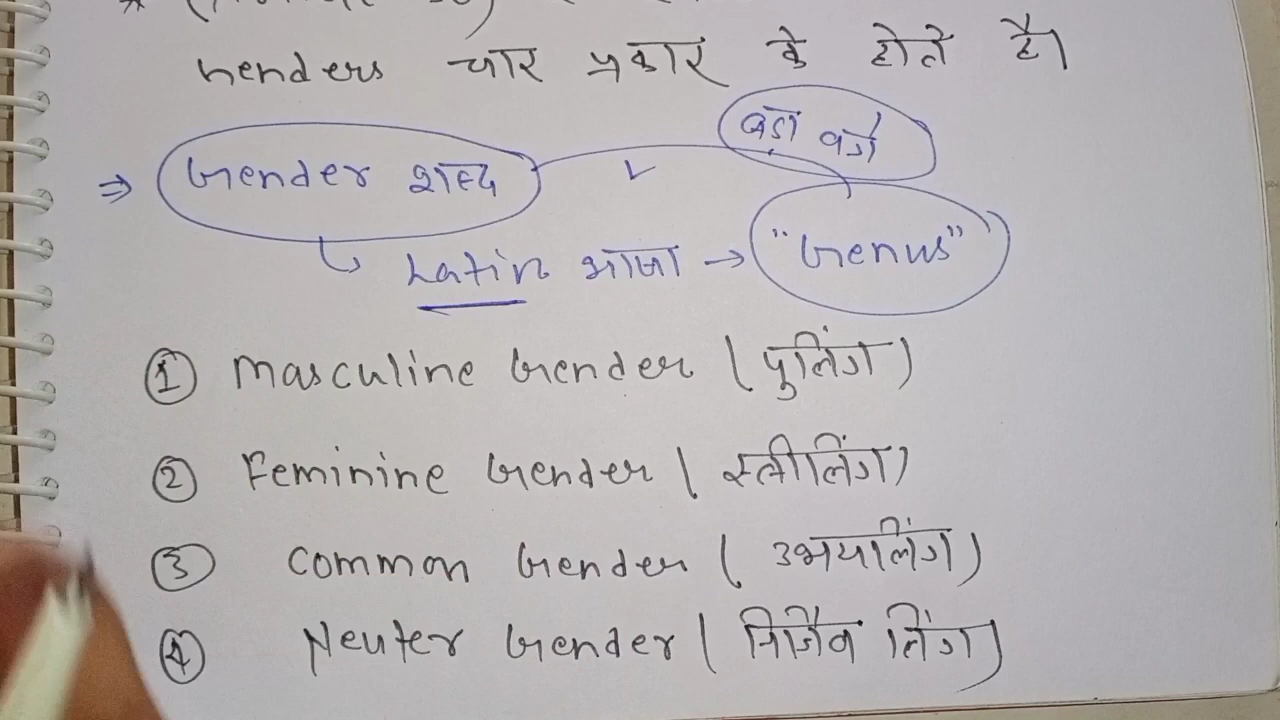 Genders चार प्रकार के होते है।
बड़ा वर्ग
⇒ Gender शब्द
Latin भाषा → "Genus"
① Masculine Gender (पुलिंग)
② Feminine Gender (स्त्रीलिंग)
③ Common Gender (उभयलिंग)
④ Neuter Gender (निर्जीव लिंग)